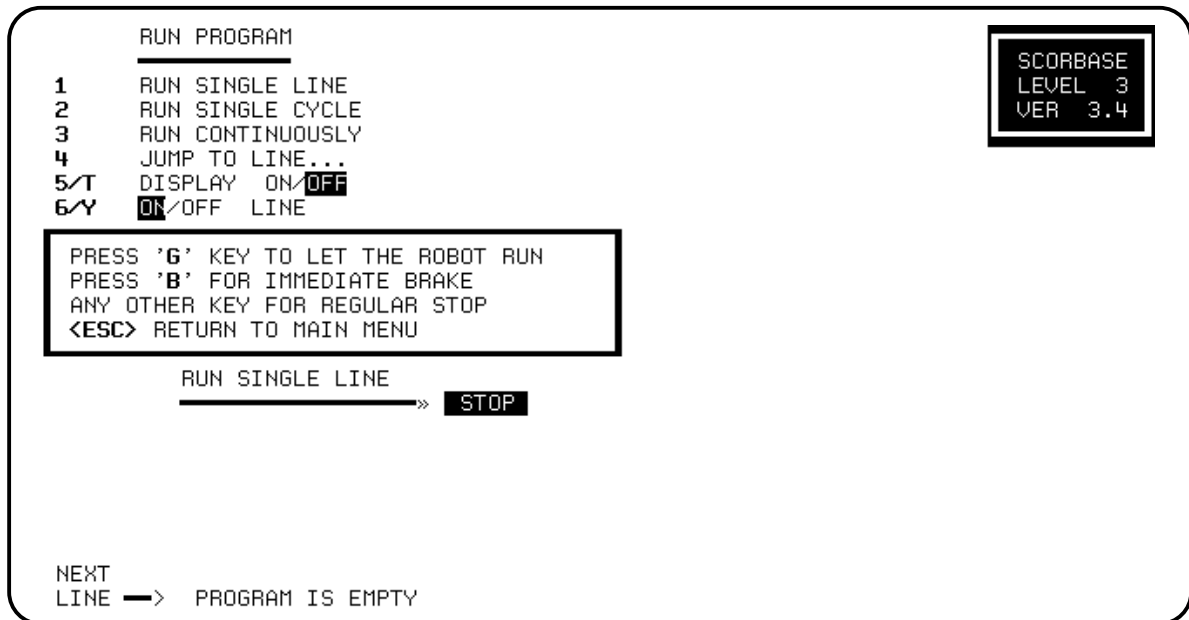 RUN PROGRAM
1 RUN SINGLE LINE
2 RUN SINGLE CYCLE
3 RUN CONTINUOUSLY
4 JUMP TO LINE...
5/T DISPLAY ON/OFF
6/Y ON/OFF LINE
SCORBASE
LEVEL 3
VER 3.4
PRESS 'G' KEY TO LET THE ROBOT RUN
PRESS 'B' FOR IMMEDIATE BRAKE
ANY OTHER KEY FOR REGULAR STOP
<ESC> RETURN TO MAIN MENU
RUN SINGLE LINE
» STOP
NEXT
LINE —> PROGRAM IS EMPTY